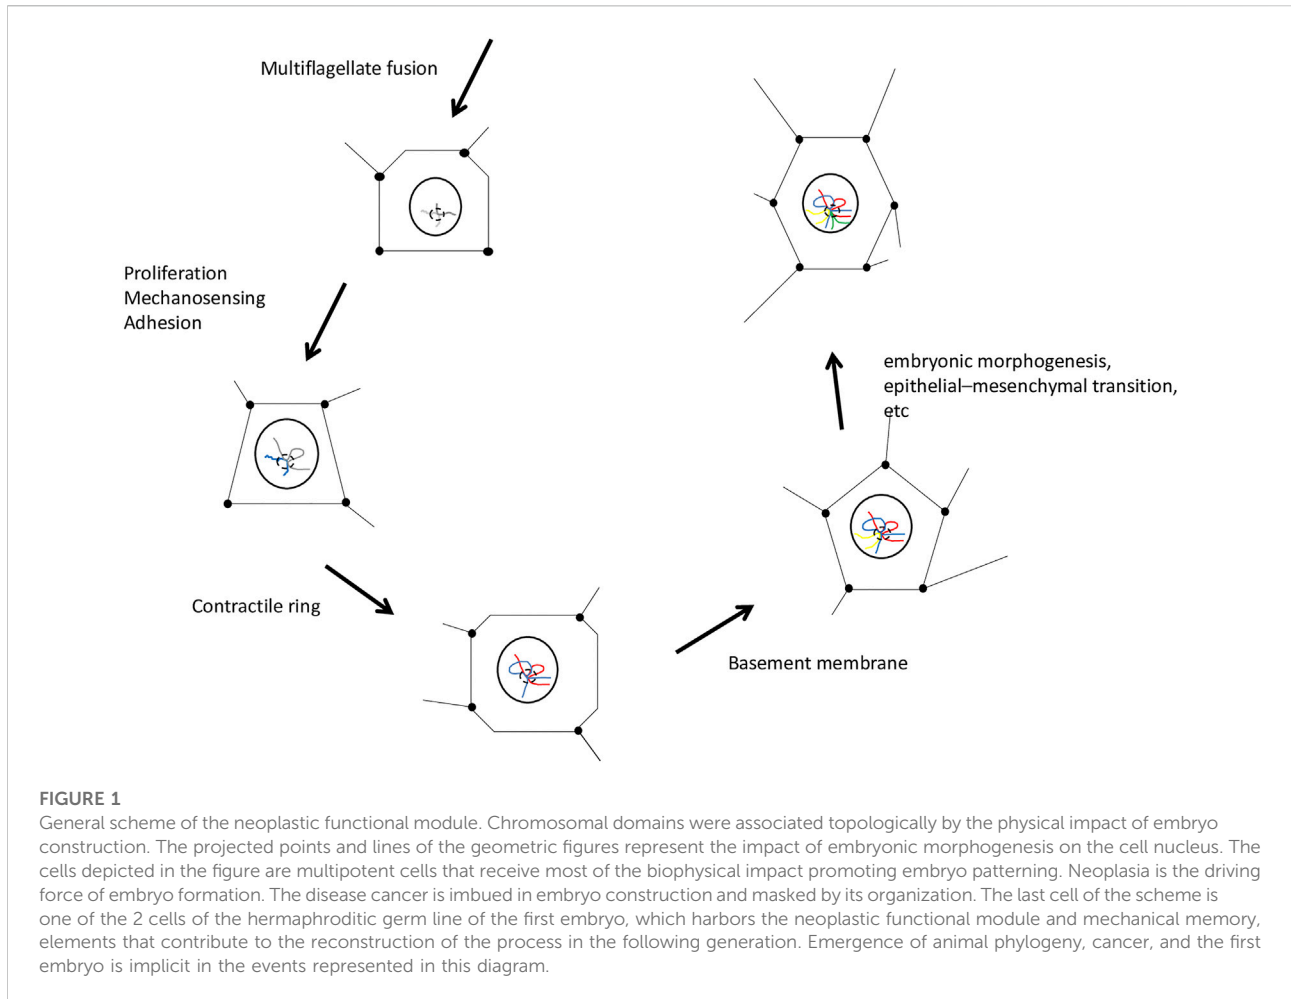 Multiflagellate fusion
Proliferation
Mechanosensing
Adhesion
embryonic morphogenesis,
epithelial–mesenchymal transition,
etc
Contractile ring
Basement membrane
FIGURE 1
General scheme of the neoplastic functional module. Chromosomal domains were associated topologically by the physical impact of embryo
construction. The projected points and lines of the geometric figures represent the impact of embryonic morphogenesis on the cell nucleus. The
cells depicted in the figure are multipotent cells that receive most of the biophysical impact promoting embryo patterning. Neoplasia is the driving
force of embryo formation. The disease cancer is imbued in embryo construction and masked by its organization. The last cell of the scheme is
one of the 2 cells of the hermaphroditic germ line of the first embryo, which harbors the neoplastic functional module and mechanical memory,
elements that contribute to the reconstruction of the process in the following generation. Emergence of animal phylogeny, cancer, and the first
embryo is implicit in the events represented in this diagram.